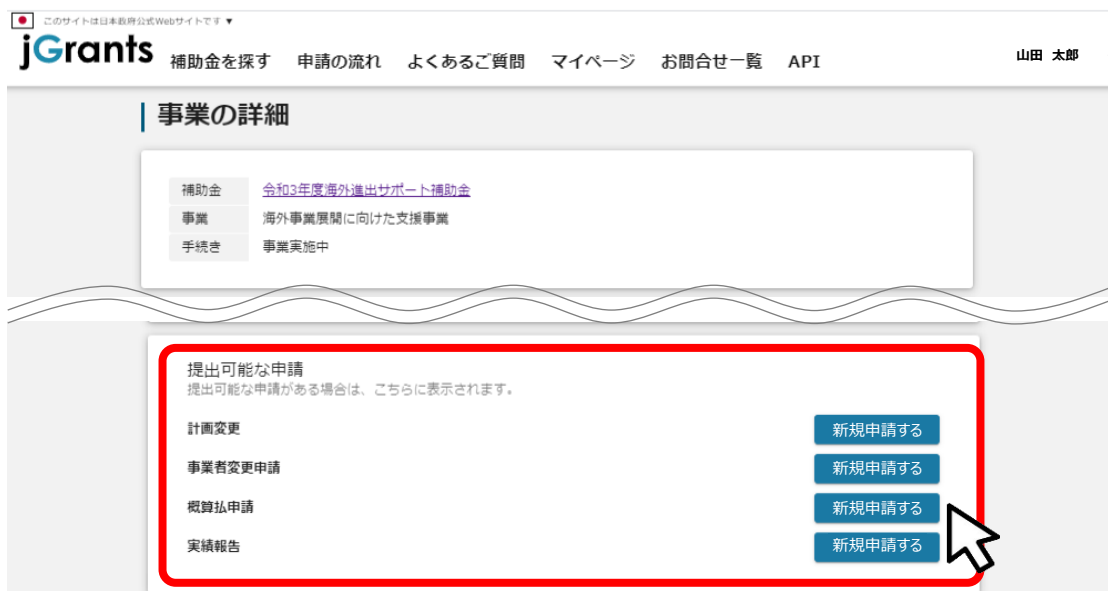 このサイトは日本政府公式Webサイトです ▼
jGrants 補助金を探す 申請の流れ よくあるご質問 マイページ お問合せ一覧 API 山田 太郎
事業の詳細
補助金 令和3年度海外進出サポート補助金
事業 海外事業展開に向けた支援事業
手続き 事業実施中
提出可能な申請
提出可能な申請がある場合は、こちらに表示されます。
計画変更 新規申請する
事業者変更申請 新規申請する
概算払申請 新規申請する
実績報告 新規申請する